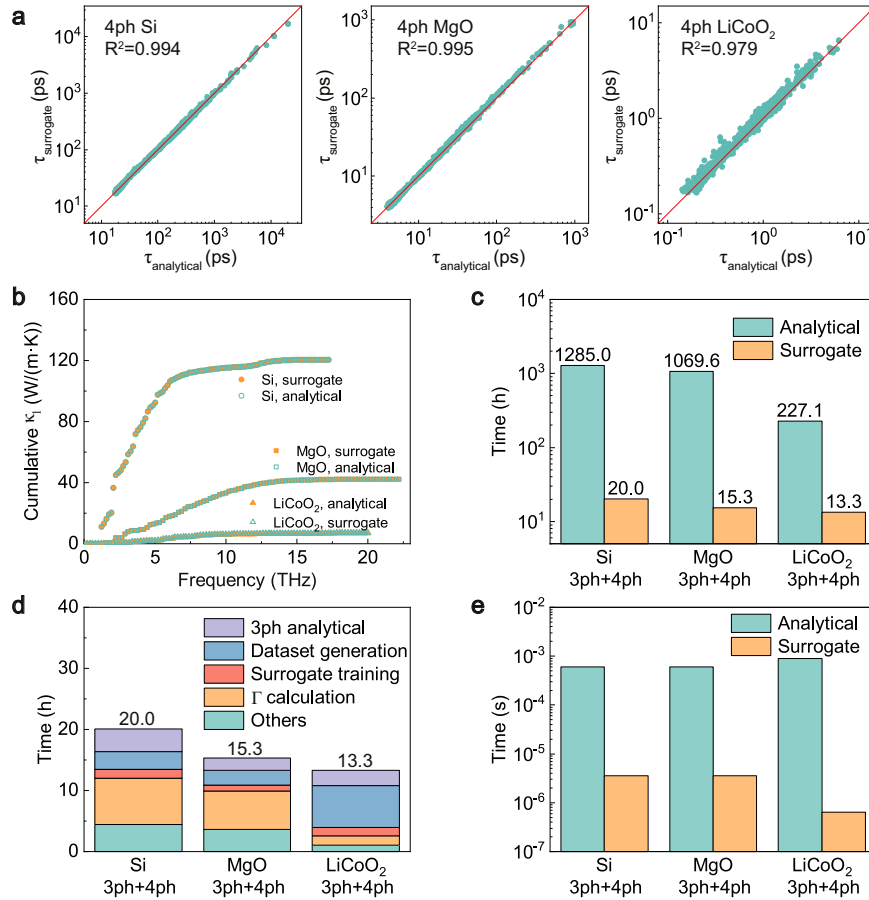 a
4ph Si
R²=0.994
τsurrogate (ps)
10⁴
10³
10²
10¹
10¹ 10² 10³ 10⁴
τanalytical (ps)
4ph MgO
R²=0.995
τsurrogate (ps)
10³
10²
10¹
10¹ 10² 10³
τanalytical (ps)
4ph LiCoO₂
R²=0.979
τsurrogate (ps)
10¹
10⁰
10⁻¹
10⁻¹ 10⁰ 10¹
τanalytical (ps)
b
Cumulative κₗ (W/(m·K))
160
120
80
40
0
0 5 10 15 20
Frequency (THz)
Si, surrogate
Si, analytical
MgO, surrogate
MgO, analytical
LiCoO₂, analytical
LiCoO₂, surrogate
c
Time (h)
10⁴
10³
10²
10¹
Analytical
Surrogate
1285.0
20.0
1069.6
15.3
227.1
13.3
Si MgO LiCoO₂
3ph+4ph 3ph+4ph 3ph+4ph
d
Time (h)
40
30
20
10
0
3ph analytical
Dataset generation
Surrogate training
Γ calculation
Others
20.0
15.3
13.3
Si MgO LiCoO₂
3ph+4ph 3ph+4ph 3ph+4ph
e
Time (s)
10⁻²
10⁻³
10⁻⁴
10⁻⁵
10⁻⁶
10⁻⁷
Analytical
Surrogate
Si MgO LiCoO₂
3ph+4ph 3ph+4ph 3ph+4ph